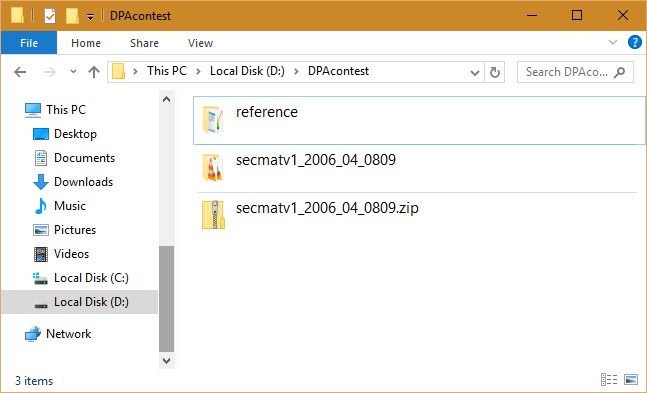 DPAcontest
File Home Share View
This PC Local Disk (D:) DPAcontest Search DPAco...
This PC
Desktop
Documents
Downloads
Music
Pictures
Videos
Local Disk (C:)
Local Disk (D:)
Network
reference
secmatv1_2006_04_0809
secmatv1_2006_04_0809.zip
3 items